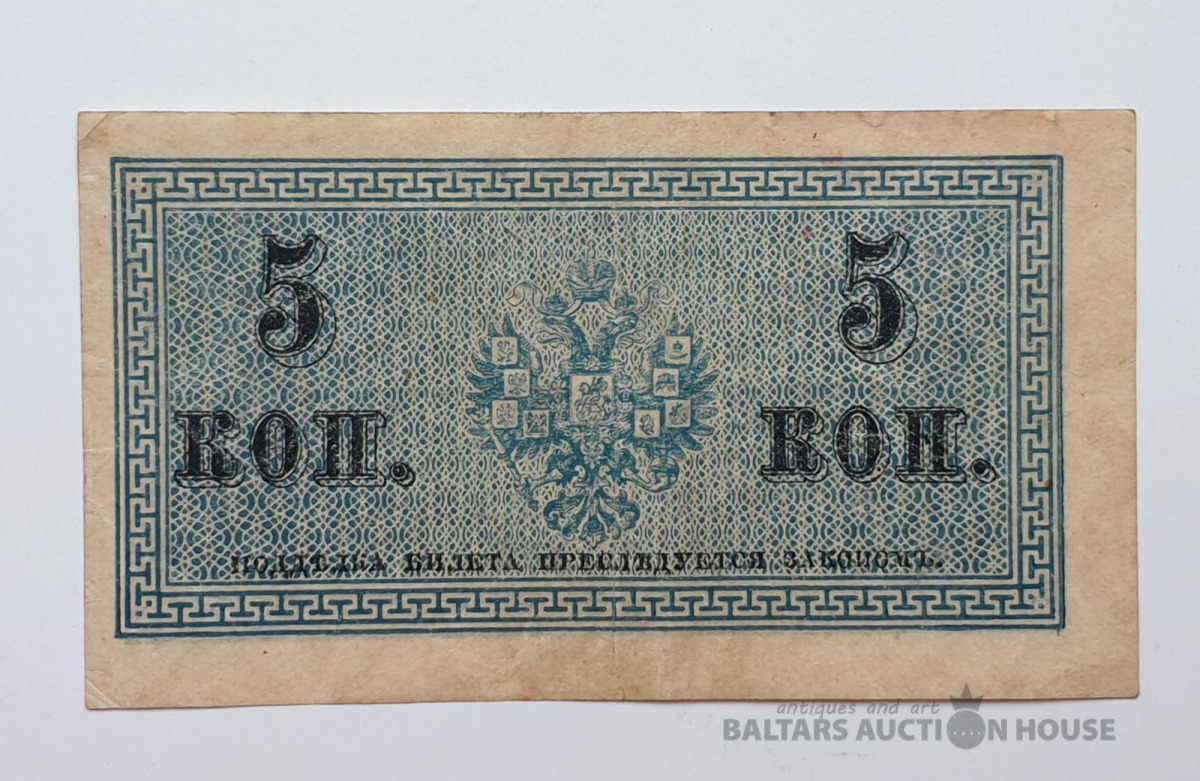 5 5
КОП. КОП.
ПОДДѢЛКА БИЛЕТА ПРЕСЛѢДУЕТСЯ ЗАКОНОМЪ.
antiques and art
BALTARS AUCTION HOUSE